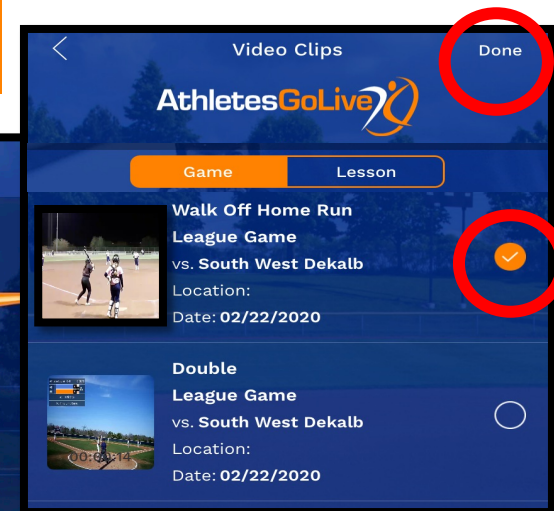 Video Clips
Done
AthletesGoLive
Game
Lesson
Walk Off Home Run
League Game
vs. South West Dekalb
Location:
Date: 02/22/2020
Double
League Game
vs. South West Dekalb
Location:
Date: 02/22/2020